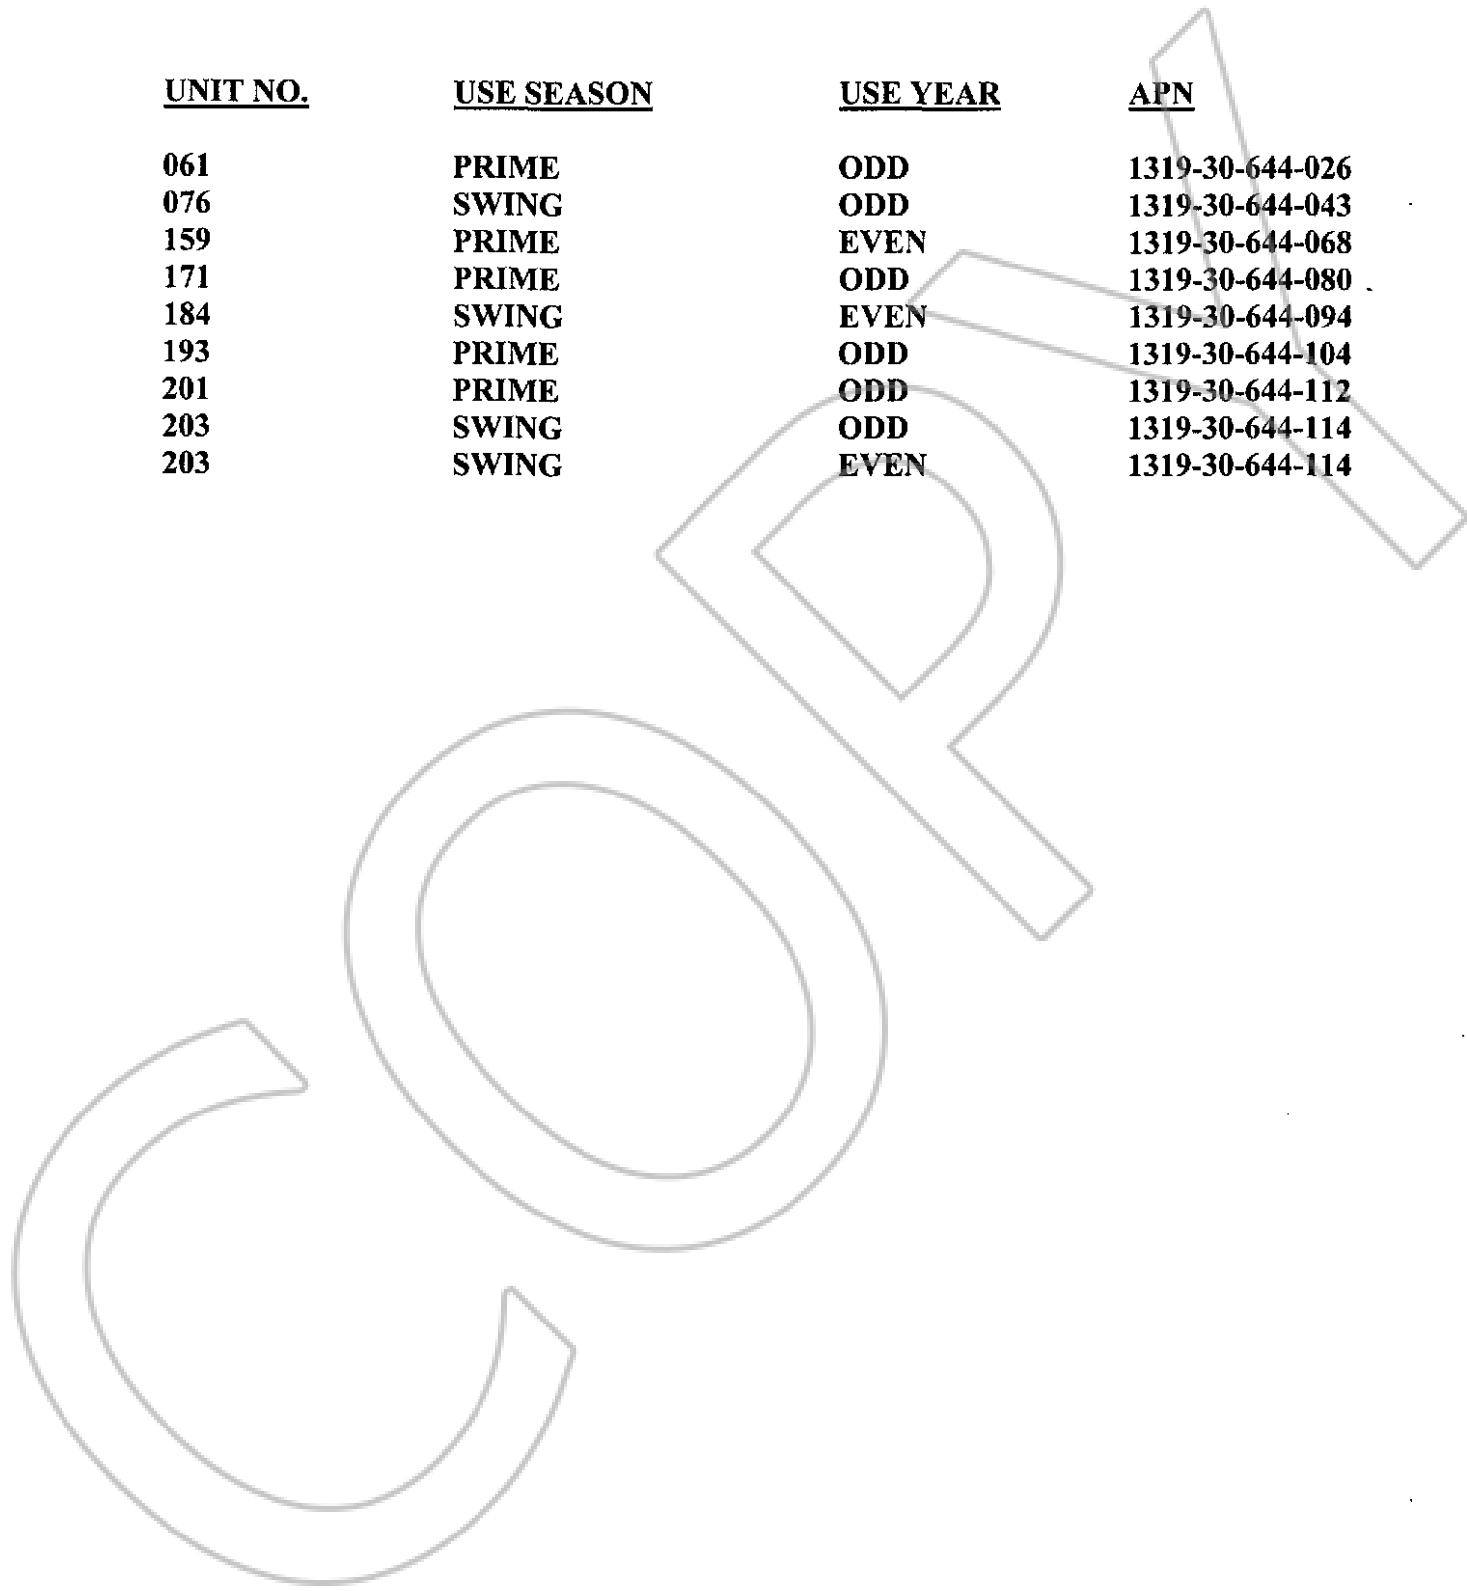 UNIT NO. USE SEASON USE YEAR APN
061 PRIME ODD 1319-30-644-026
076 SWING ODD 1319-30-644-043
159 PRIME EVEN 1319-30-644-068
171 PRIME ODD 1319-30-644-080
184 SWING EVEN 1319-30-644-094
193 PRIME ODD 1319-30-644-104
201 PRIME ODD 1319-30-644-112
203 SWING ODD 1319-30-644-114
203 SWING EVEN 1319-30-644-114
COPY